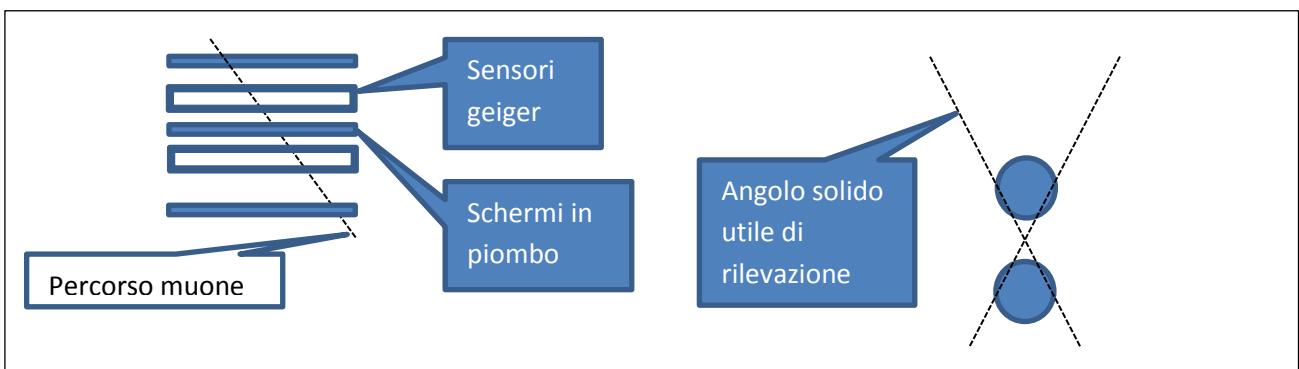 Sensori
geiger
Schermi in
piombo
Percorso muone
Angolo solido
utile di
rilevazione